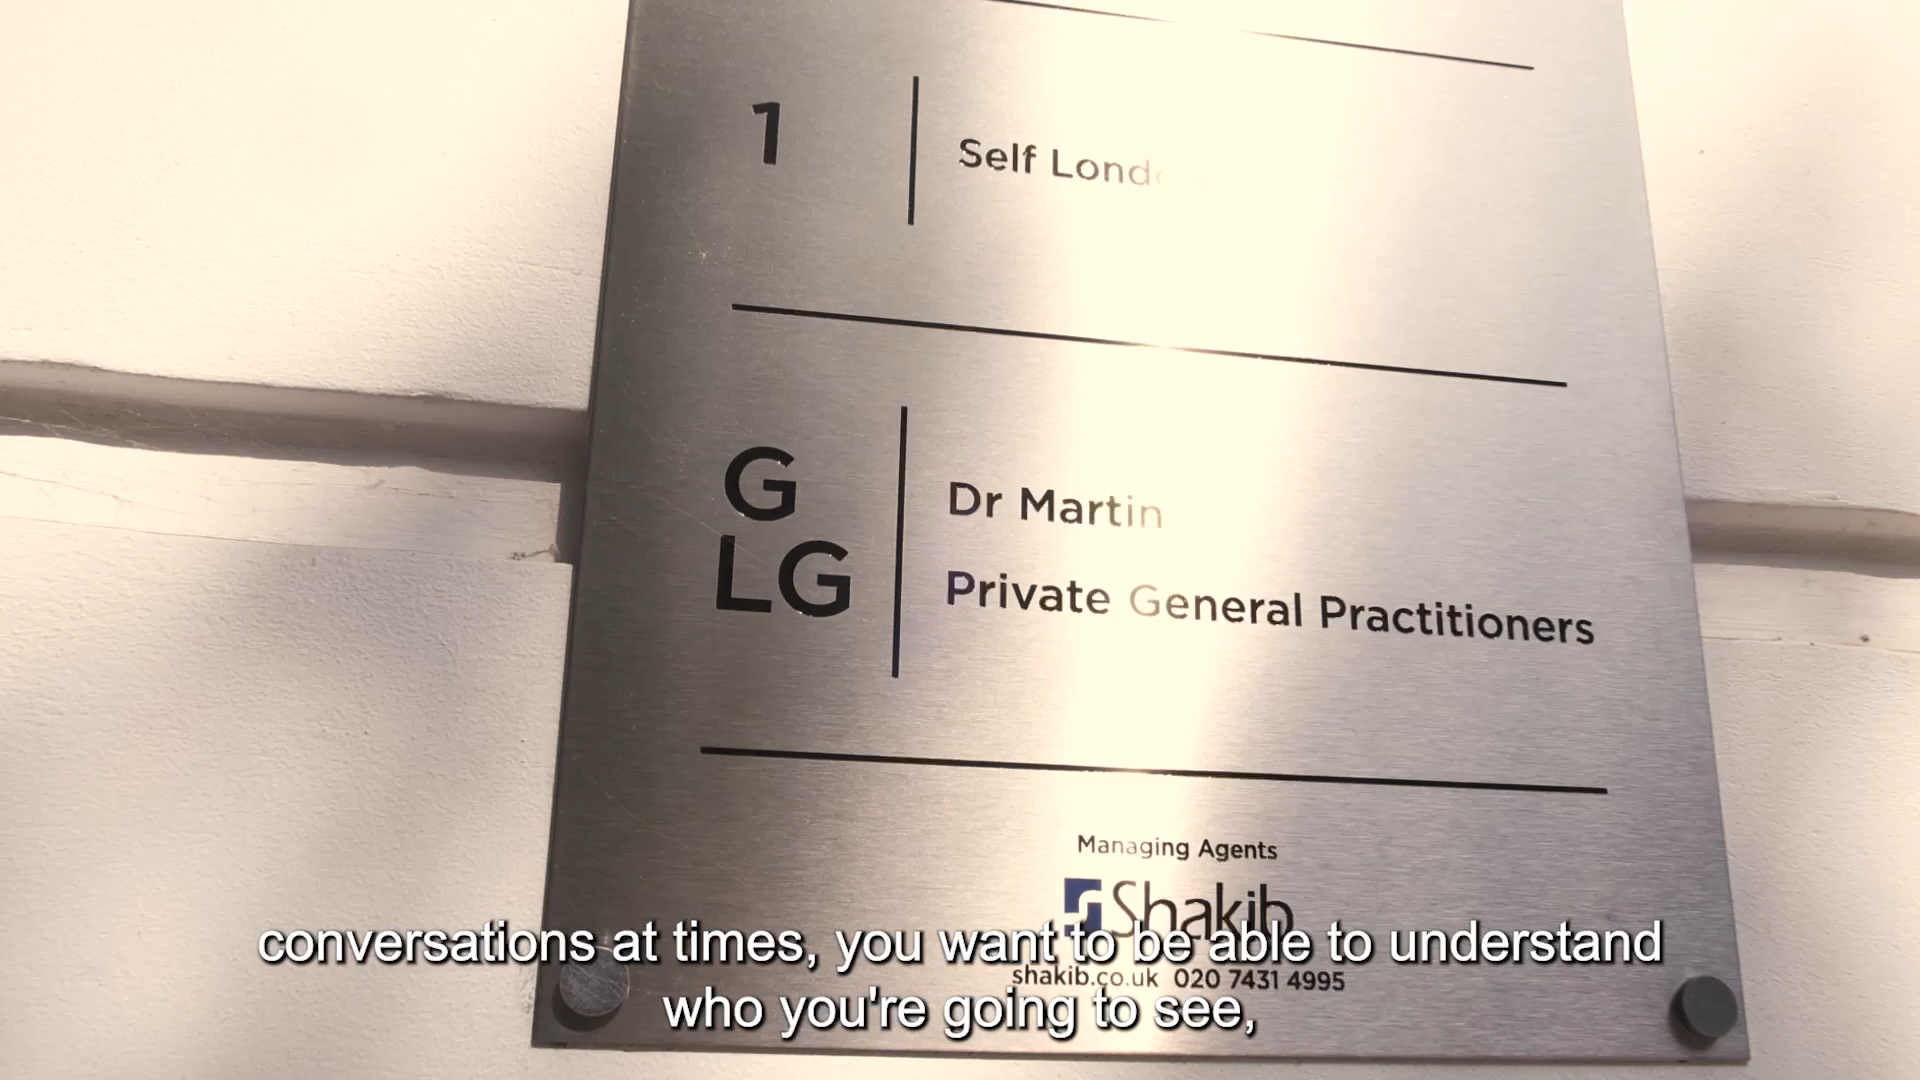 1
Self
G
LG
Dr Martin
Private General Practitioners
Managing Agents
Shakib
shakib.co.uk 020 7431 4995
conversations at times, you want to be able to understand
who you're going to see,